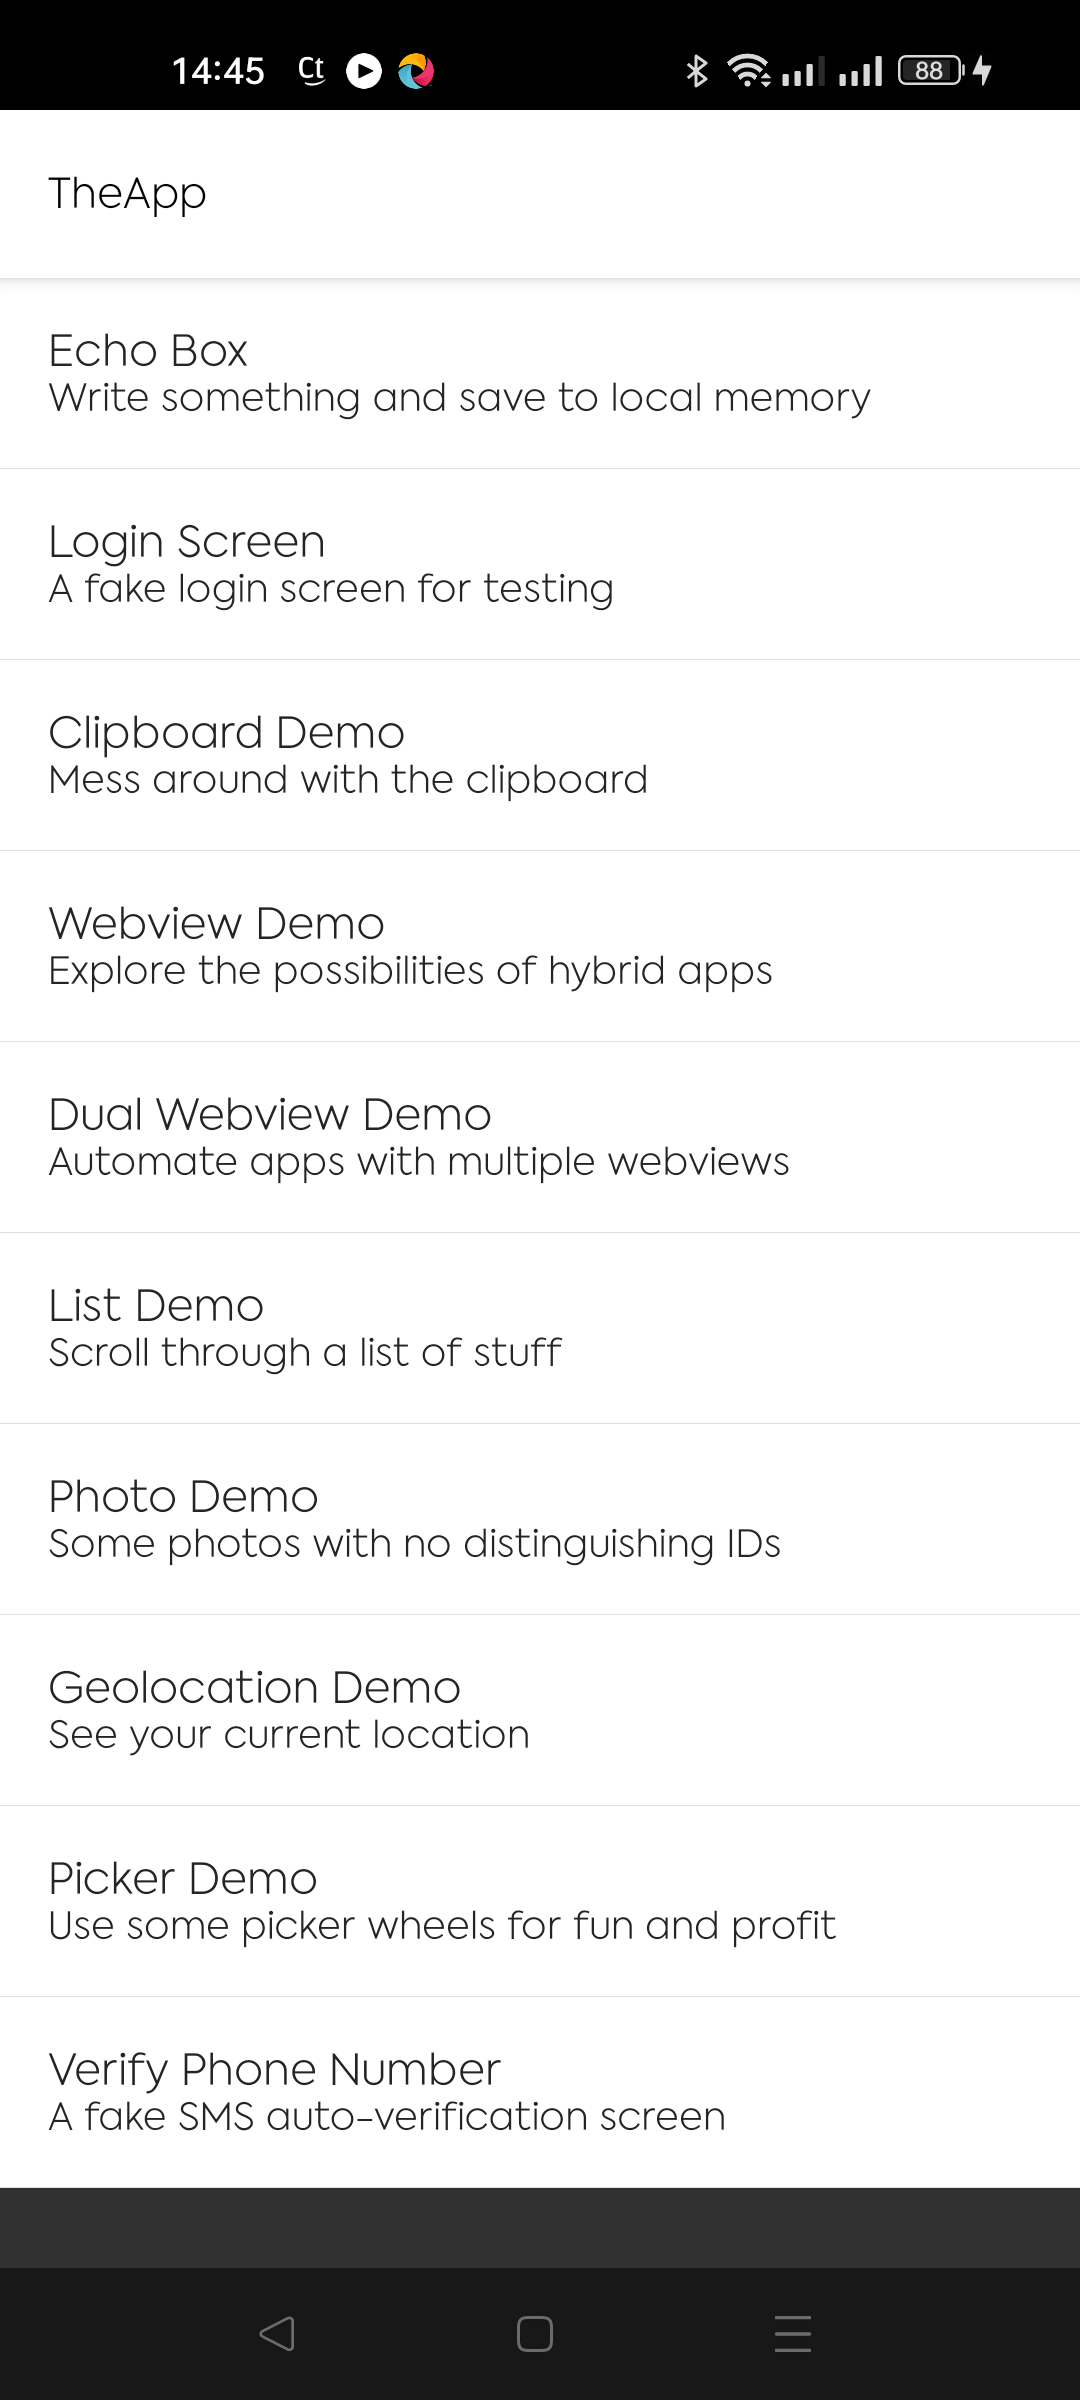 14:45 Ct 88
TheApp
Echo Box
Write something and save to local memory
Login Screen
A fake login screen for testing
Clipboard Demo
Mess around with the clipboard
Webview Demo
Explore the possibilities of hybrid apps
Dual Webview Demo
Automate apps with multiple webviews
List Demo
Scroll through a list of stuff
Photo Demo
Some photos with no distinguishing IDs
Geolocation Demo
See your current location
Picker Demo
Use some picker wheels for fun and profit
Verify Phone Number
A fake SMS auto-verification screen